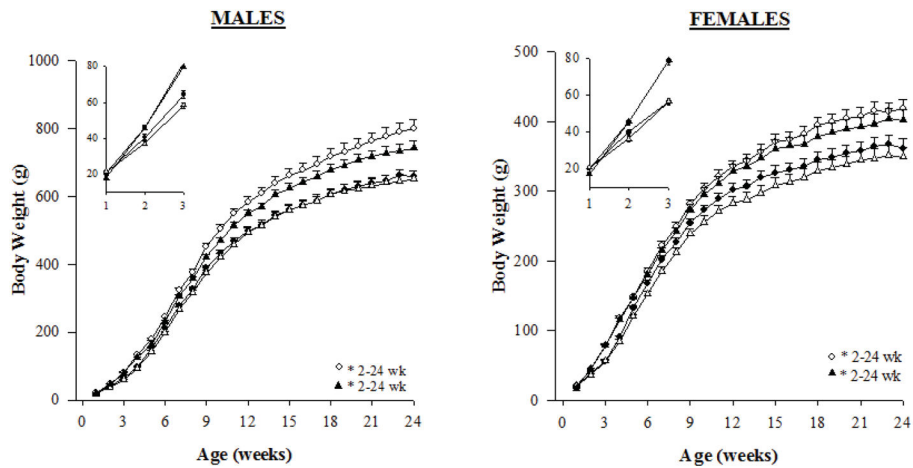 MALES
1000
800
600
400
200
0
Body Weight (g)
80
60
40
20
1 2 3
0 3 6 9 12 15 18 21 24
Age (weeks)
* 2-24 wk
* 2-24 wk
FEMALES
500
400
300
200
100
0
Body Weight (g)
80
60
40
20
1 2 3
0 3 6 9 12 15 18 21 24
Age (weeks)
* 2-24 wk
* 2-24 wk